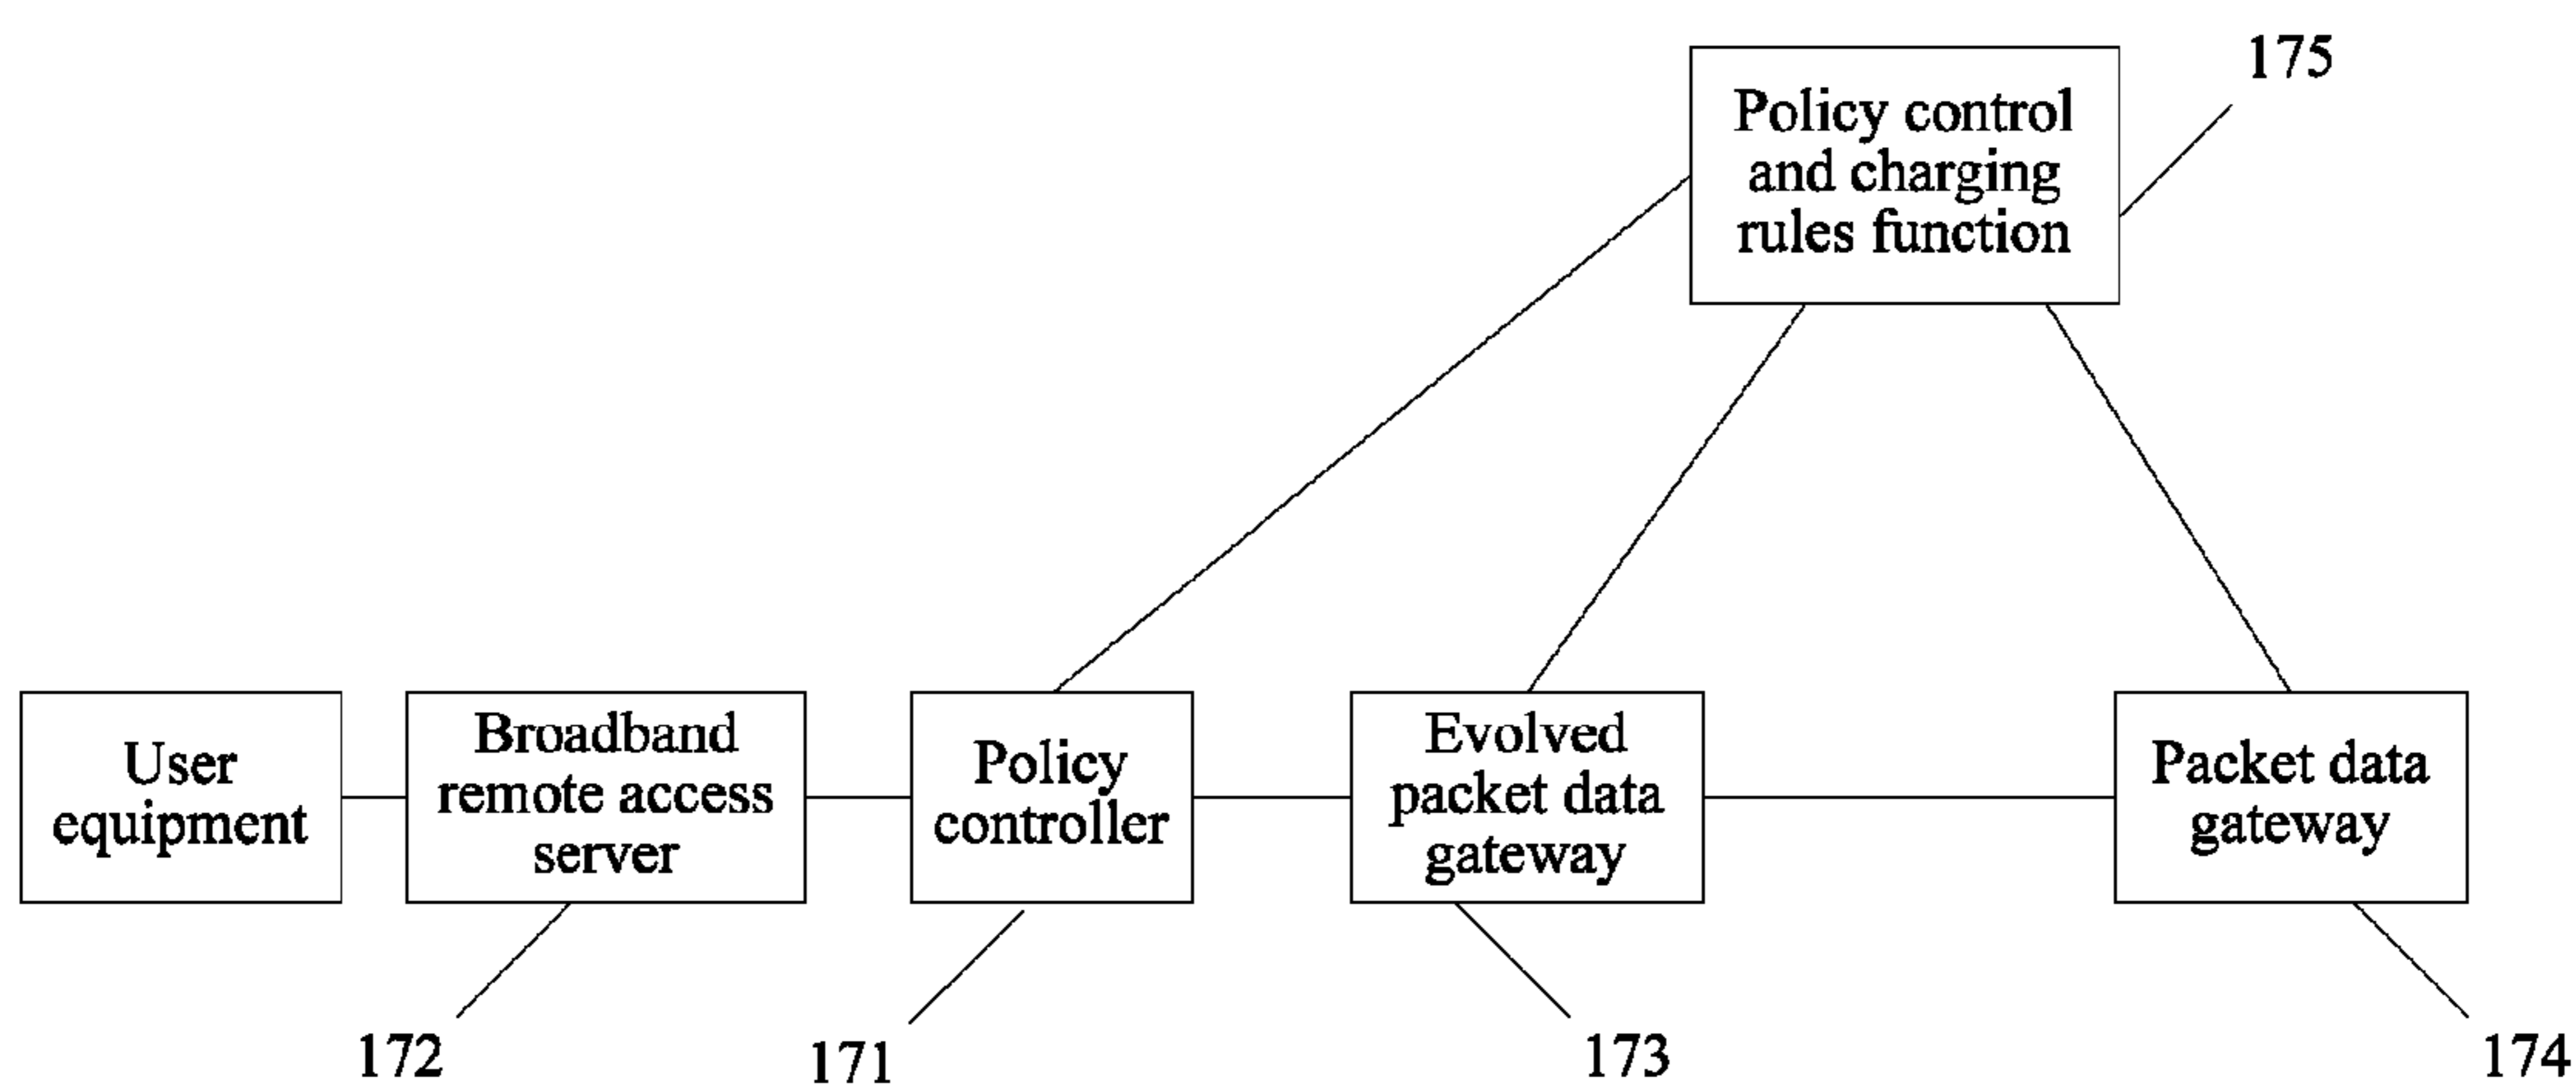 175
Policy control
and charging
rules function
User
equipment
Broadband
remote access
server
Policy
controller
Evolved
packet data
gateway
Packet data
gateway
172
171
173
174